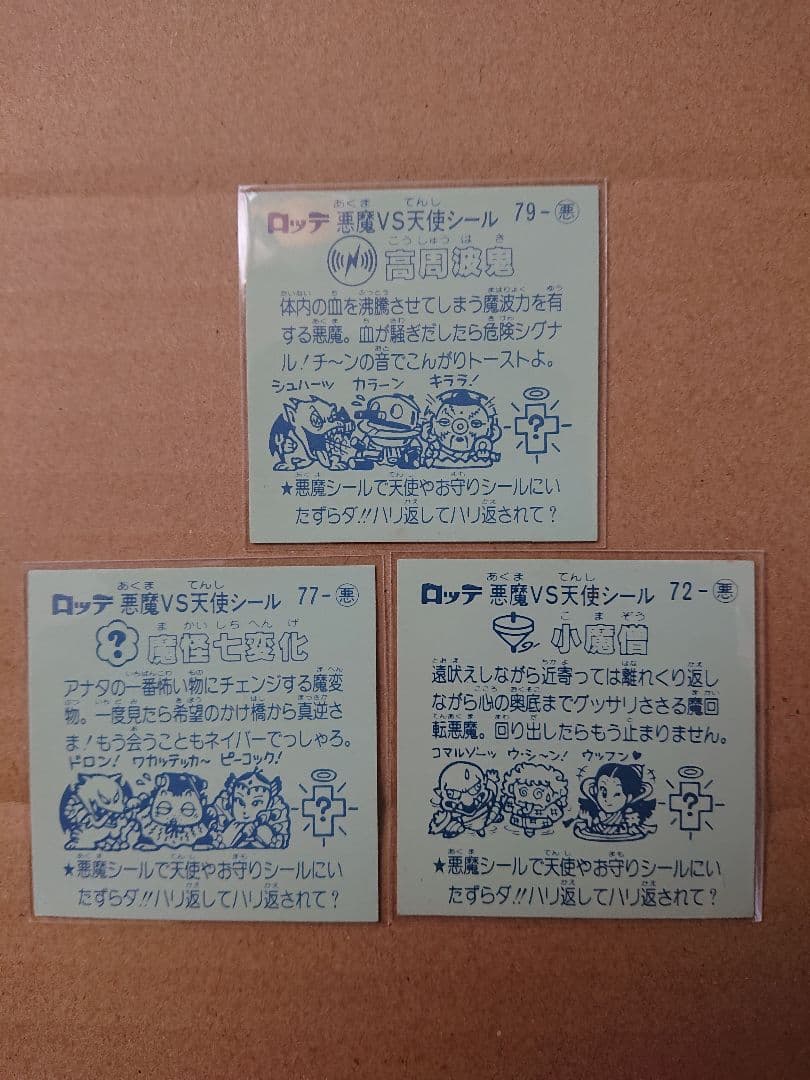 ロッテ 悪魔VS天使シール 79-悪
高周波鬼
体内の血を沸騰させてしまう魔波力を有
する悪魔。血が騒ぎだしたら危険シグナ
ル!チ〜ンの音でこんがりトーストよ。
シュハーッ カラーン キララ!
?
★悪魔シールで天使やお守りシールにい
たずらダ!!ハリ返してハリ返されて?
ロッテ 悪魔VS天使シール 77-悪
? 魔怪七変化
アナタの一番怖い物にチェンジする魔変
物。一度見たら希望のかけ橋から真逆さ
ま!もう会うこともネイバーでっしゃろ。
ドロン! ワカッテッカ〜 ピーコック!
?
★悪魔シールで天使やお守りシールにい
たずらダ!!ハリ返してハリ返されて?
ロッテ 悪魔VS天使シール 72-悪
小魔僧
遠吠えしながら近寄っては離れくり返し
ながら心の奥底までグッサリささる魔回
転悪魔。回り出したらもう止まりません。
コマルゾーッ ウ・シ〜ン! ウッフン♥
?
★悪魔シールで天使やお守りシールにい
たずらダ!!ハリ返してハリ返されて?